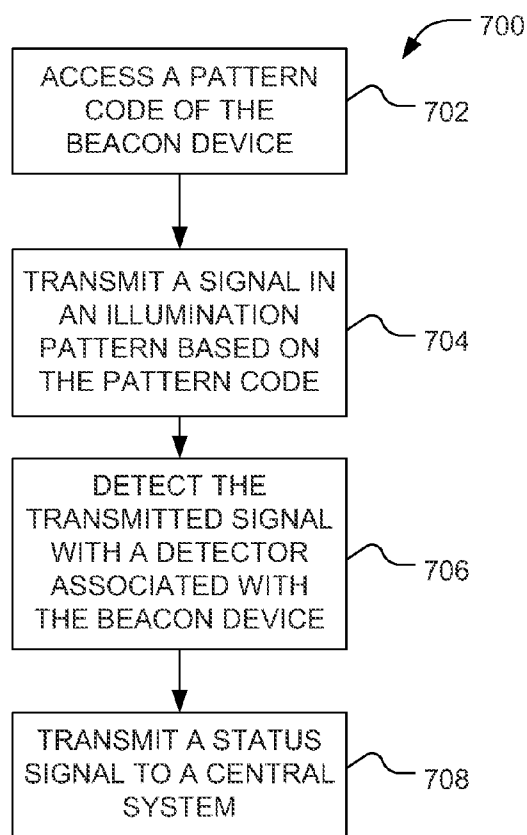 700
ACCESS A PATTERN
CODE OF THE
BEACON DEVICE
702
TRANSMIT A SIGNAL IN
AN ILLUMINATION
PATTERN BASED ON
THE PATTERN CODE
704
DETECT THE
TRANSMITTED SIGNAL
WITH A DETECTOR
ASSOCIATED WITH
THE BEACON DEVICE
706
TRANSMIT A STATUS
SIGNAL TO A CENTRAL
SYSTEM
708